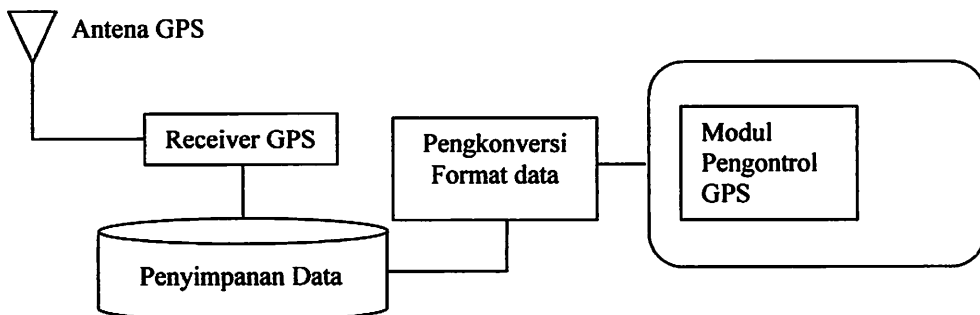 Antena GPS
Receiver GPS
Penyimpanan Data
Pengkonversi
Format data
Modul
Pengontrol
GPS